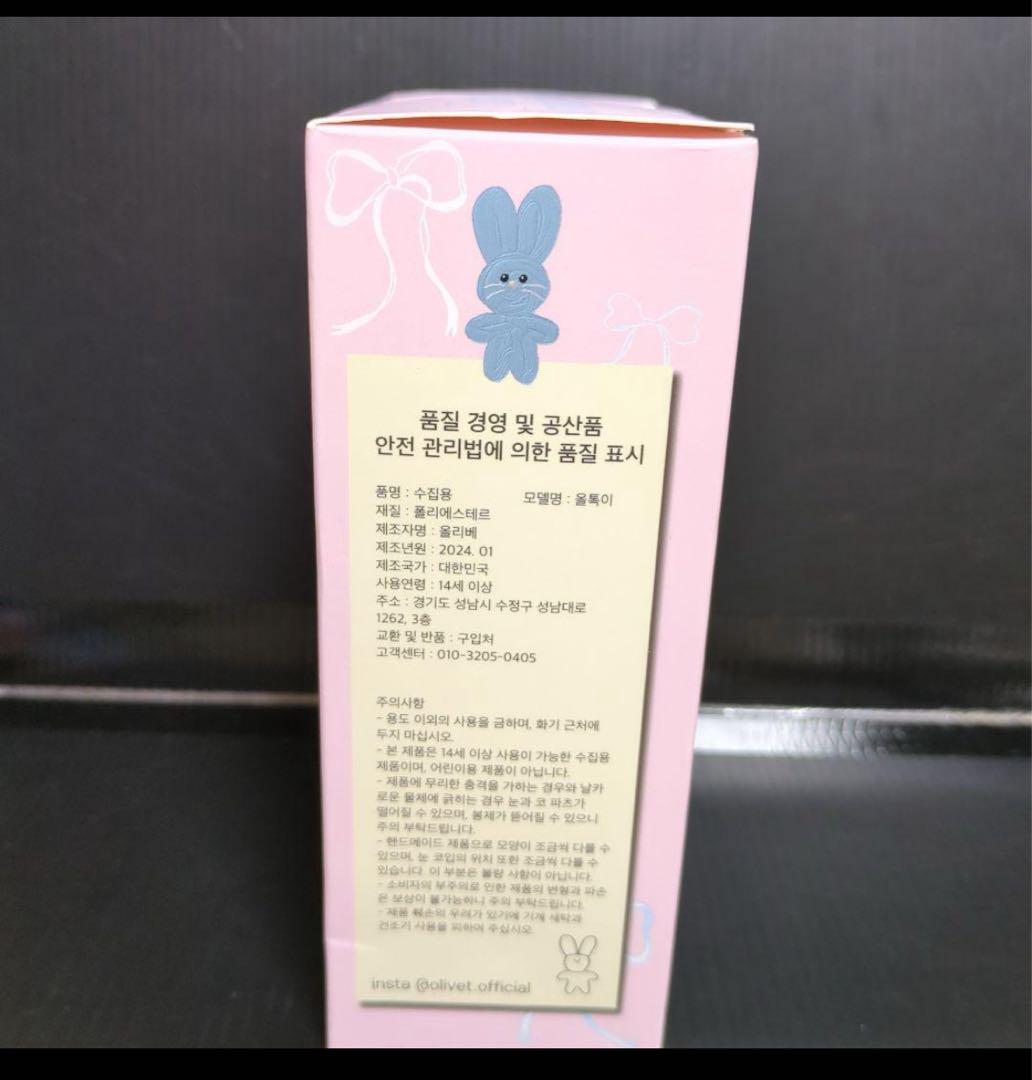 품질 경영 및 공산품
안전 관리법에 의한 품질 표시
품명 : 수집용 모델명 : 올톡이
재질 : 폴리에스테르
제조자명 : 올리베
제조년원 : 2024. 01
제조국가 : 대한민국
사용연령 : 14세 이상
주소 : 경기도 성남시 수정구 성남대로
1262, 3층
교환 및 반품 : 구입처
고객센터 : 010-3205-0405
주의사항
- 용도 이외의 사용을 금하며, 화기 근처에
두지 마십시오.
- 본 제품은 14세 이상 사용이 가능한 수집용
제품이며, 어린이용 제품이 아닙니다.
- 제품에 무리한 충격을 가하는 경우와 날카
로운 물체에 긁히는 경우 눈과 코 파츠가
떨어질 수 있으며, 봉제가 뜯어질 수 있으니
주의 부탁드립니다.
- 핸드메이드 제품으로 모양이 조금씩 다를 수
있으며, 눈 코입의 위치 또한 조금씩 다를 수
있습니다. 이 부분은 불량 사항이 아닙니다.
- 소비자의 부주의로 인한 제품의 변형과 파손
은 보상이 불가능하니 주의 부탁드립니다.
- 제품 훼손의 우려가 있기에 기계 세탁과
건조기 사용을 피하여 주십시오.
insta @olivet.official